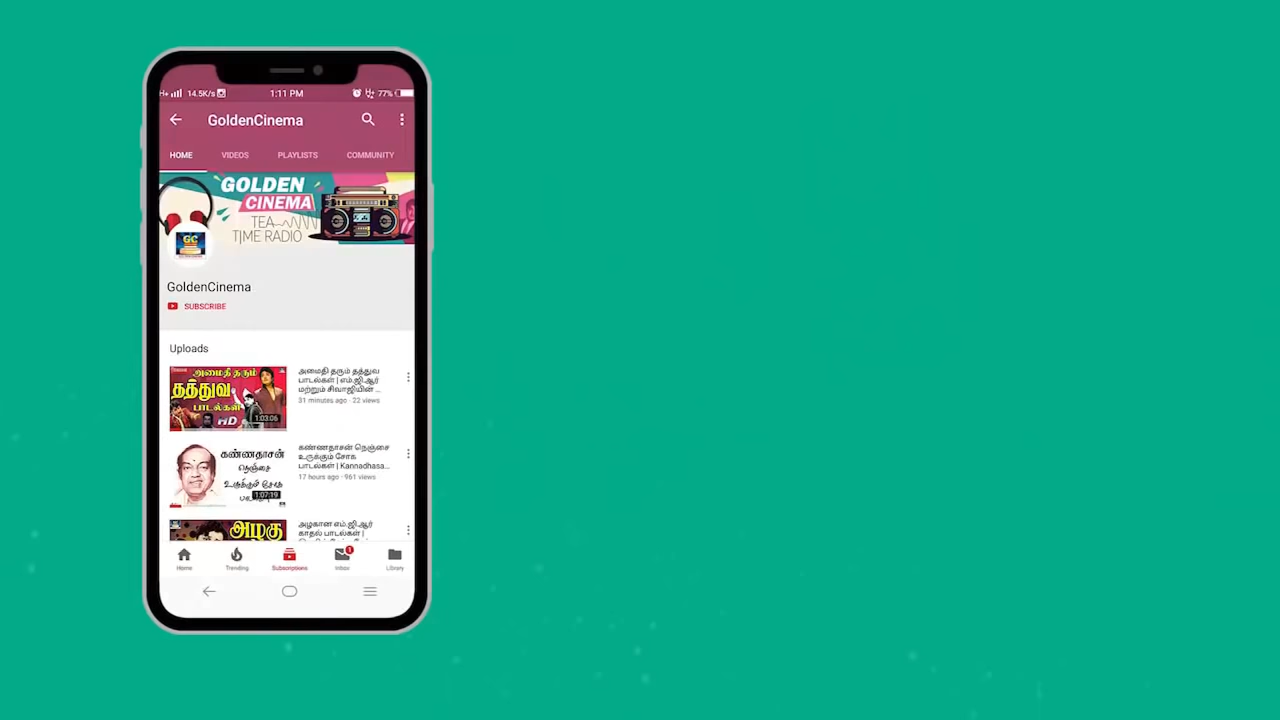 H+ 14.5K/s 1:11 PM 77%
GoldenCinema
HOME VIDEOS PLAYLISTS COMMUNITY
GOLDEN
CINEMA
TEA
TIME RADIO
GC
GoldenCinema
SUBSCRIBE
Uploads
அமைதி தரும்
தத்துவ
பாடல்கள்
HD
1:03:06
அமைதி தரும் தத்துவ
பாடல்கள் | எம்.ஜி.ஆர்
மற்றும் சிவாஜியின் ...
31 minutes ago · 22 views
கண்ணதாசன்
நெஞ்சை
உருக்கும் சோக
1:07:19
கண்ணதாசன் நெஞ்சை
உருக்கும் சோக
பாடல்கள் | Kannadhasa...
17 hours ago · 961 views
அழகு
அழகான எம்.ஜி.ஆர்
காதல் பாடல்கள் |
Home Trending Subscriptions 1 Inbox Library